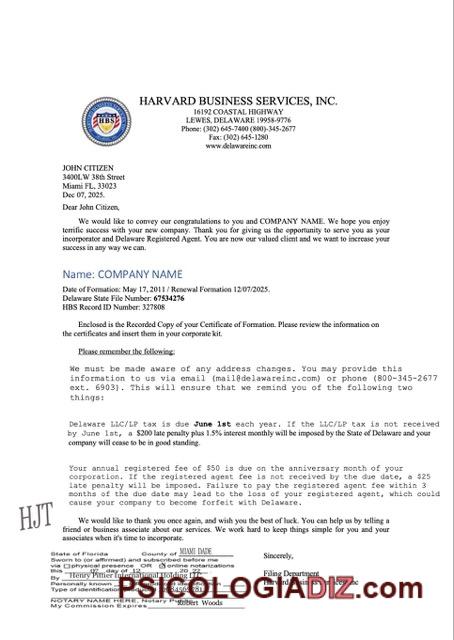 HBS
HARVARD BUSINESS SERVICES, INC.
16192 COASTAL HIGHWAY
LEWES, DELAWARE 19958-9776
Phone: (302) 645-7400 (800)-345-2677
Fax: (302) 645-1280
www.delawareinc.com
JOHN CITIZEN
3400LW 38th Street
Miami FL, 33023
Dec 07, 2025.
Dear John Citizen,
We would like to convey our congratulations to you and COMPANY NAME. We hope you enjoy
terrific success with your new company. Thank you for giving us the opportunity to serve you as your
incorporator and Delaware Registered Agent. You are now our valued client and we want to increase your
success in any way we can.
Name: COMPANY NAME
Date of Formation: May 17, 2011 / Renewal Formation 12/07/2025.
Delaware State File Number: 67534276
HBS Record ID Number: 327808
Enclosed is the Recorded Copy of your Certificate of Formation. Please review the information on
the certificates and insert them in your corporate kit.
Please remember the following:
We must be made aware of any address changes. You may provide this
information to us via email (mail@delawareinc.com) or phone (800-345-2677
ext. 6903). This will ensure that we remind you of the following two
things:
Delaware LLC/LP tax is due June 1st each year. If the LLC/LP tax is not received
by June 1st, a $200 late penalty plus 1.5% interest monthly will be imposed by the State of Delaware and your
company will cease to be in good standing.
Your annual registered fee of $50 is due on the anniversary month of your
corporation. If the registered agent fee is not received by the due date, a $25
late penalty will be imposed. Failure to pay the registered agent fee within 3
months of the due date may lead to the loss of your registered agent, which could
cause your company to become forfeit with Delaware.
HJT
We would like to thank you once again, and wish you the best of luck. You can help us by telling a
friend or business associate about our services. We work hard to keep things simple for you and your
associates when it's time to incorporate.
State of Florida County of MIAMI DADE
Sworn to (or affirmed) and subscribed before me
via physical presence OR online notarizations
This 07 day of 12 20 22
By Henry Pitter International Holding
Personally known
Type of identification
NOTARY NAME HERE, Notary Public
My Commission Expires
Robert Woods
Sincerely,
Filing Department
PSICOLOGIADIZ.com